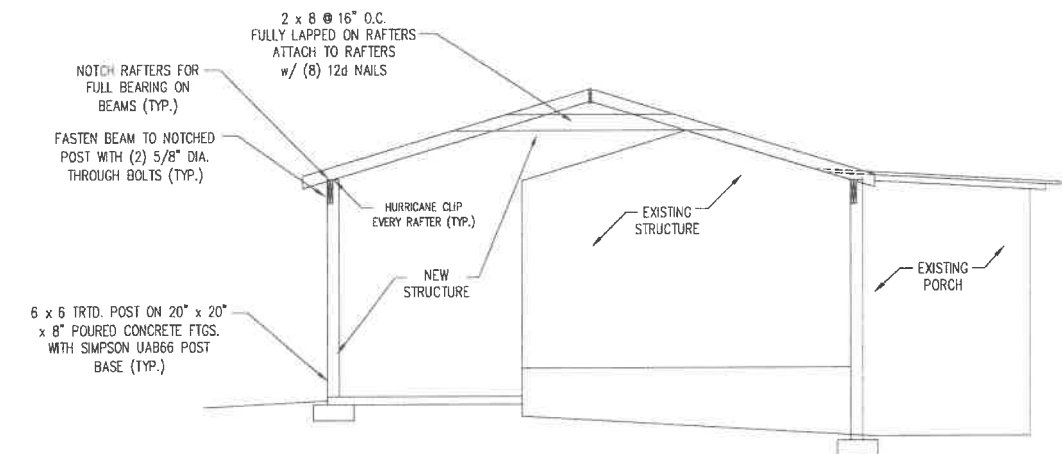 2 x 8 @ 16" O.C.
FULLY LAPPED ON RAFTERS
ATTACH TO RAFTERS
w/ (8) 12d NAILS
NOTCH RAFTERS FOR
FULL BEARING ON
BEAMS (TYP.)
FASTEN BEAM TO NOTCHED
POST WITH (2) 5/8" DIA.
THROUGH BOLTS (TYP.)
HURRICANE CLIP
EVERY RAFTER (TYP.)
EXISTING
STRUCTURE
NEW
STRUCTURE
EXISTING
PORCH
6 x 6 TRTD. POST ON 20" x 20"
x 8" POURED CONCRETE FTGS.
WITH SIMPSON UAB66 POST
BASE (TYP.)